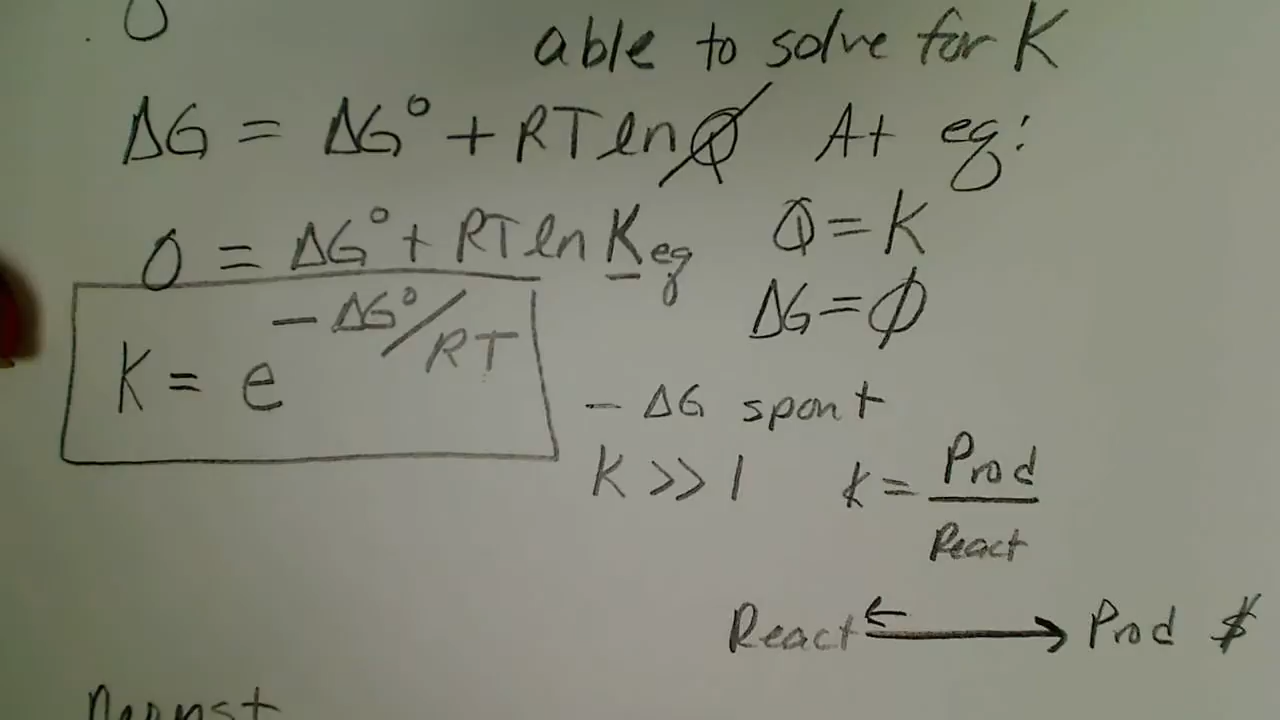 able to solve for K
ΔG = ΔG° + RT ln Q At eq:
0 = ΔG° + RT ln Keq Q = K
ΔG = 0
K = e^(-ΔG°/RT)
- ΔG spont
K >> 1 K = Prod / React
React ⇄ Prod $